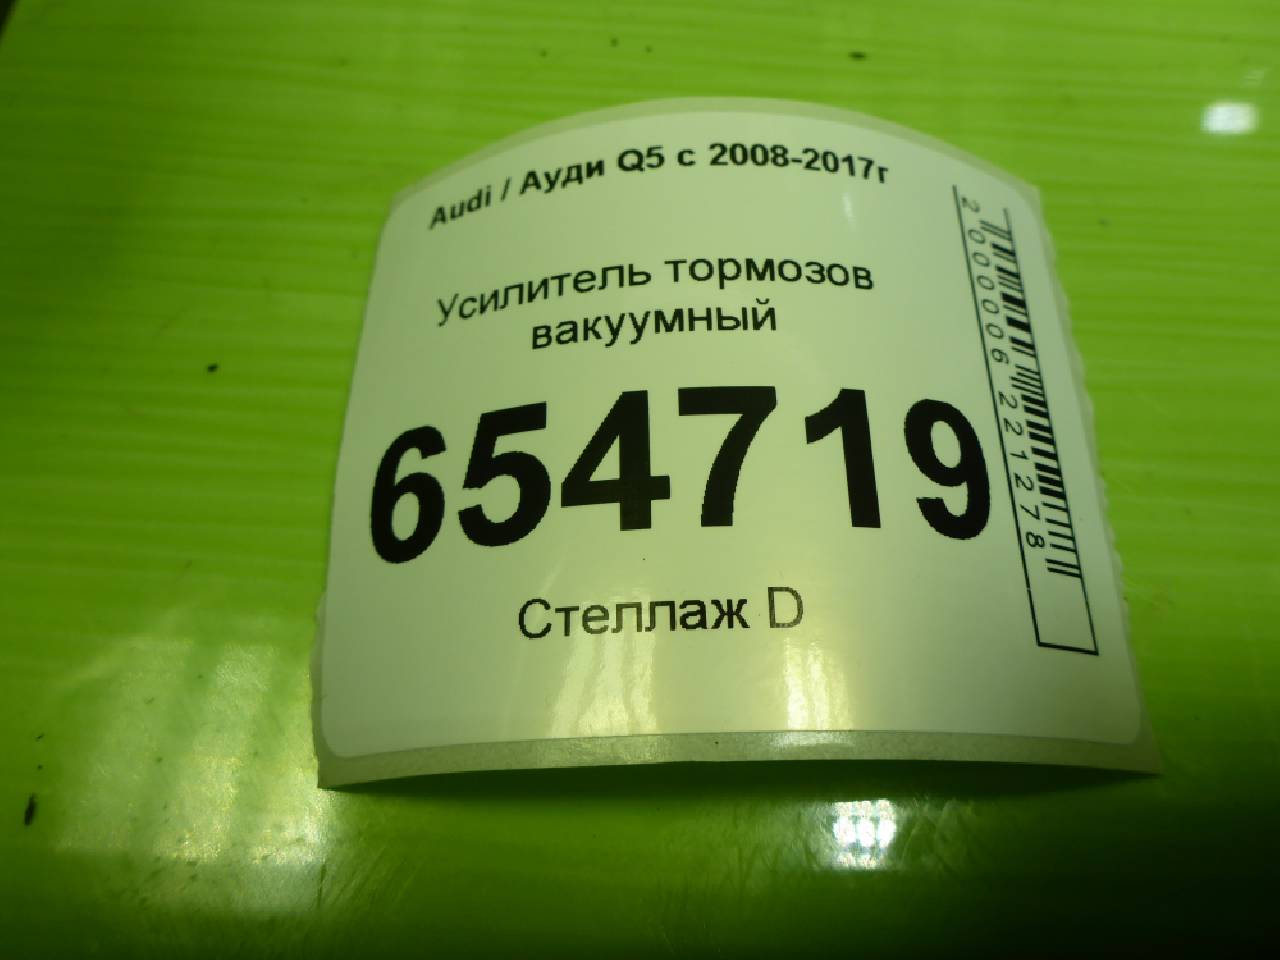 Audi / Ауди Q5 с 2008-2017г
Усилитель тормозов
вакуумный
654719
Стеллаж D
2000006221278